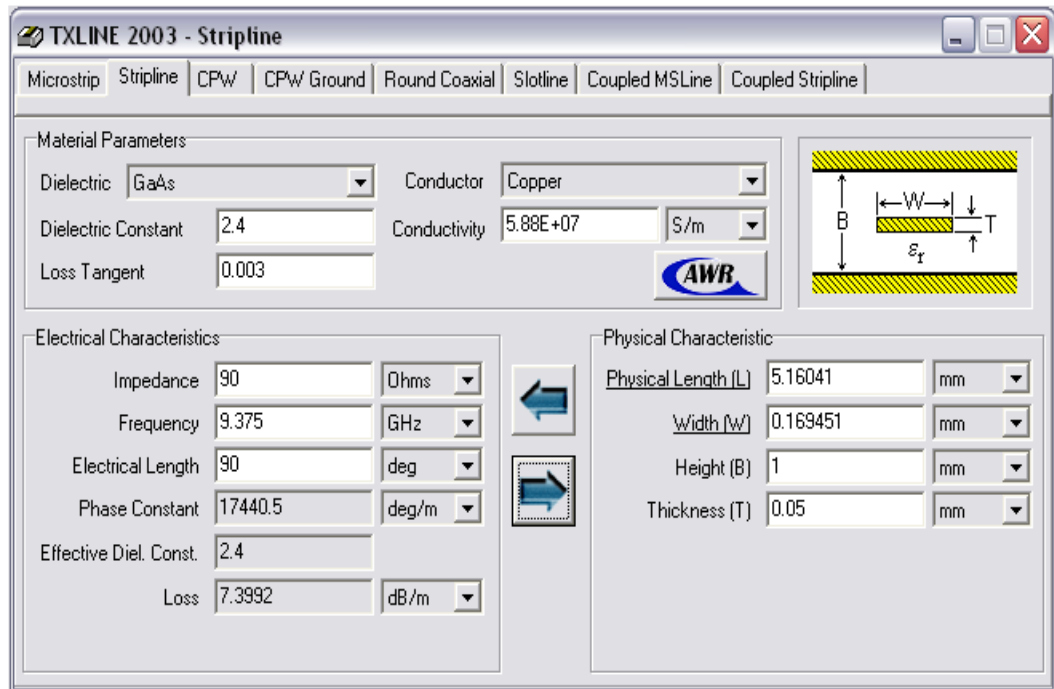 TXLINE 2003 - Stripline
Microstrip Stripline CPW CPW Ground Round Coaxial Slotline Coupled MSLine Coupled Stripline
Material Parameters
Dielectric GaAs Conductor Copper
Dielectric Constant 2.4 Conductivity 5.88E+07 S/m
Loss Tangent 0.003 AWR
B W T
εr
Electrical Characteristics
Impedance 90 Ohms
Frequency 9.375 GHz
Electrical Length 90 deg
Phase Constant 17440.5 deg/m
Effective Diel. Const. 2.4
Loss 7.3992 dB/m
Physical Characteristic
Physical Length (L) 5.16041 mm
Width (W) 0.169451 mm
Height (B) 1 mm
Thickness (T) 0.05 mm